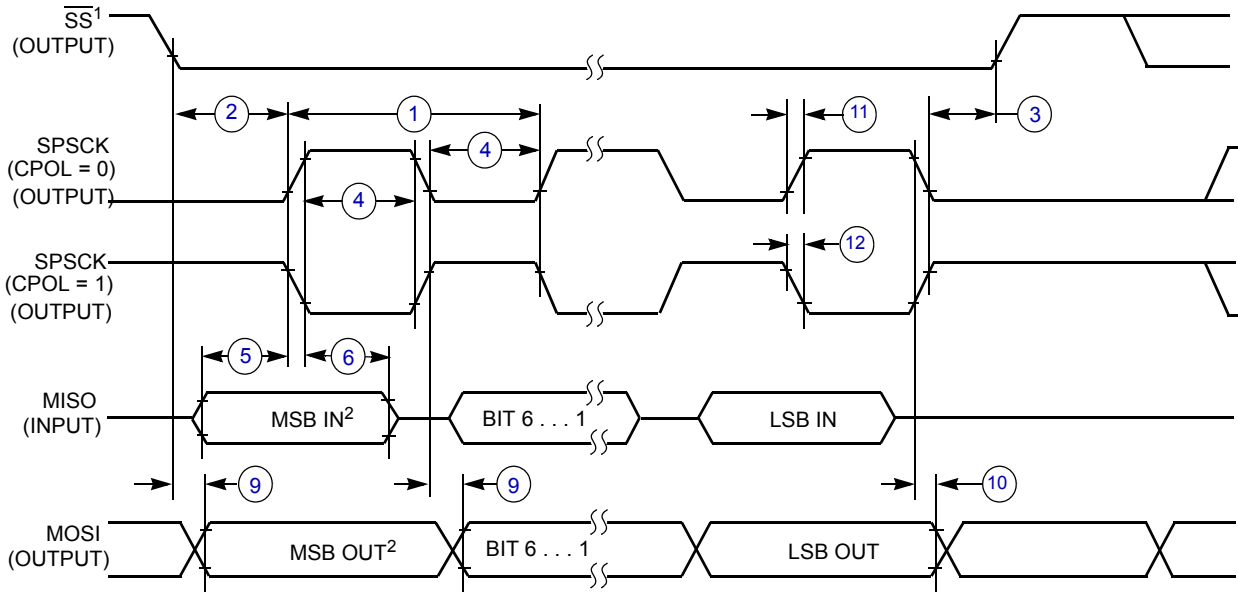 SS¹
(OUTPUT)
2
1
11
3
SPSCK
(CPOL = 0)
(OUTPUT)
4
4
SPSCK
(CPOL = 1)
(OUTPUT)
12
5
6
MISO
(INPUT)
MSB IN²
BIT 6 . . . 1
LSB IN
9
9
10
MOSI
(OUTPUT)
MSB OUT²
BIT 6 . . . 1
LSB OUT